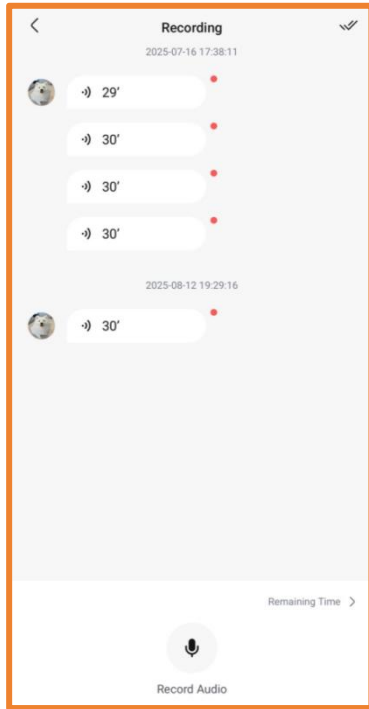 Recording
2025-07-16 17:38:11
29'
30'
30'
30'
2025-08-12 19:29:16
30'
Remaining Time
Record Audio